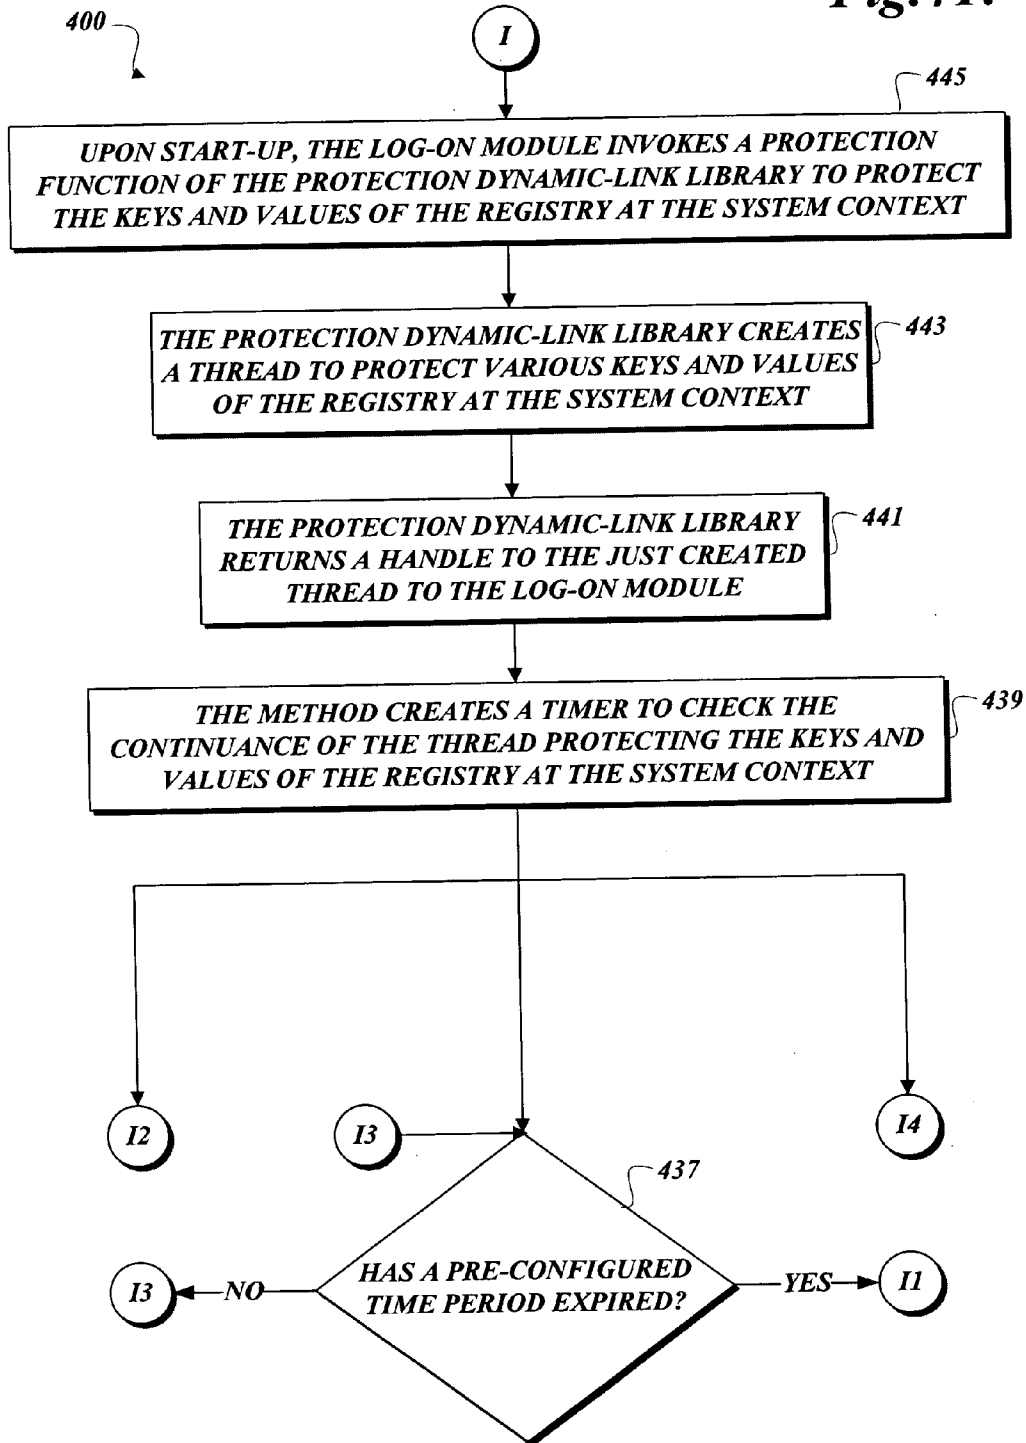 400
I
445
UPON START-UP, THE LOG-ON MODULE INVOKES A PROTECTION
FUNCTION OF THE PROTECTION DYNAMIC-LINK LIBRARY TO PROTECT
THE KEYS AND VALUES OF THE REGISTRY AT THE SYSTEM CONTEXT
THE PROTECTION DYNAMIC-LINK LIBRARY CREATES
A THREAD TO PROTECT VARIOUS KEYS AND VALUES
OF THE REGISTRY AT THE SYSTEM CONTEXT
443
THE PROTECTION DYNAMIC-LINK LIBRARY
RETURNS A HANDLE TO THE JUST CREATED
THREAD TO THE LOG-ON MODULE
441
THE METHOD CREATES A TIMER TO CHECK THE
CONTINUANCE OF THE THREAD PROTECTING THE KEYS AND
VALUES OF THE REGISTRY AT THE SYSTEM CONTEXT
439
I2
I3
I4
437
HAS A PRE-CONFIGURED
TIME PERIOD EXPIRED?
I3
NO
YES
I1